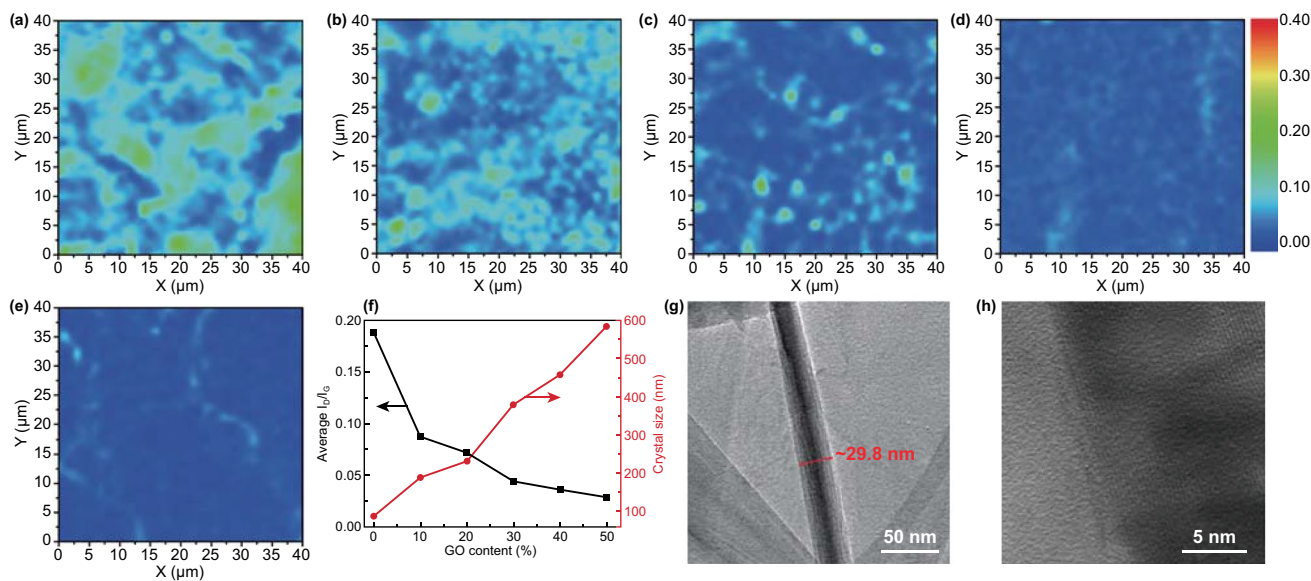 (a)
40
35
30
25
20
15
10
5
0
Y (µm)
0 5 10 15 20 25 30 35 40
X (µm)
(b)
40
35
30
25
20
15
10
5
0
Y (µm)
0 5 10 15 20 25 30 35 40
X (µm)
(c)
40
35
30
25
20
15
10
5
0
Y (µm)
0 5 10 15 20 25 30 35 40
X (µm)
(d)
40
35
30
25
20
15
10
5
0
Y (µm)
0 10 20 30 40
X (µm)
0.40
0.30
0.20
0.10
0.00
(e)
40
35
30
25
20
15
10
5
0
Y (µm)
0 5 10 15 20 25 30 35 40
X (µm)
(f)
0.20
0.15
0.10
0.05
0.00
Average I_D/I_G
600
500
400
300
200
100
Crystal size (nm)
0 10 20 30 40 50
GO content (%)
(g)
~29.8 nm
50 nm
(h)
5 nm